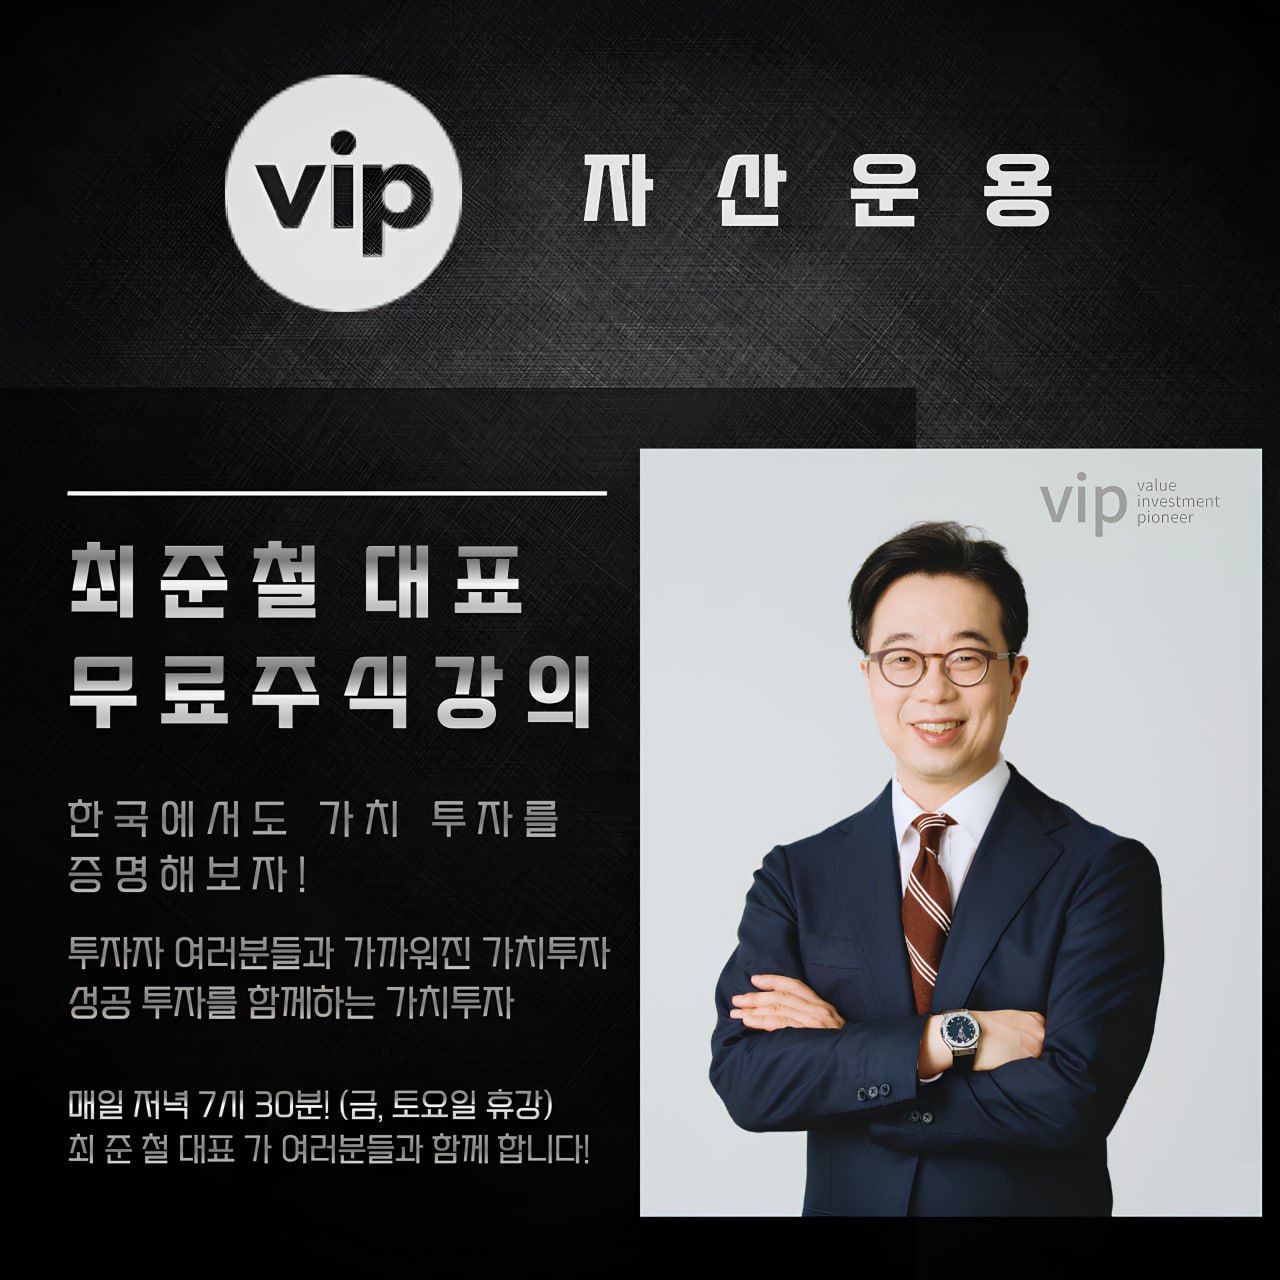 vip
자산운용
vip value
investment
pioneer
최준철 대표
무료주식강의
한국에서도 가치 투자를
증명해보자!
투자자 여러분들과 가까워진 가치투자
성공 투자를 함께하는 가치투자
매일 저녁 7시 30분! (금, 토요일 휴강)
최 준 철 대표 가 여러분들과 함께 합니다!